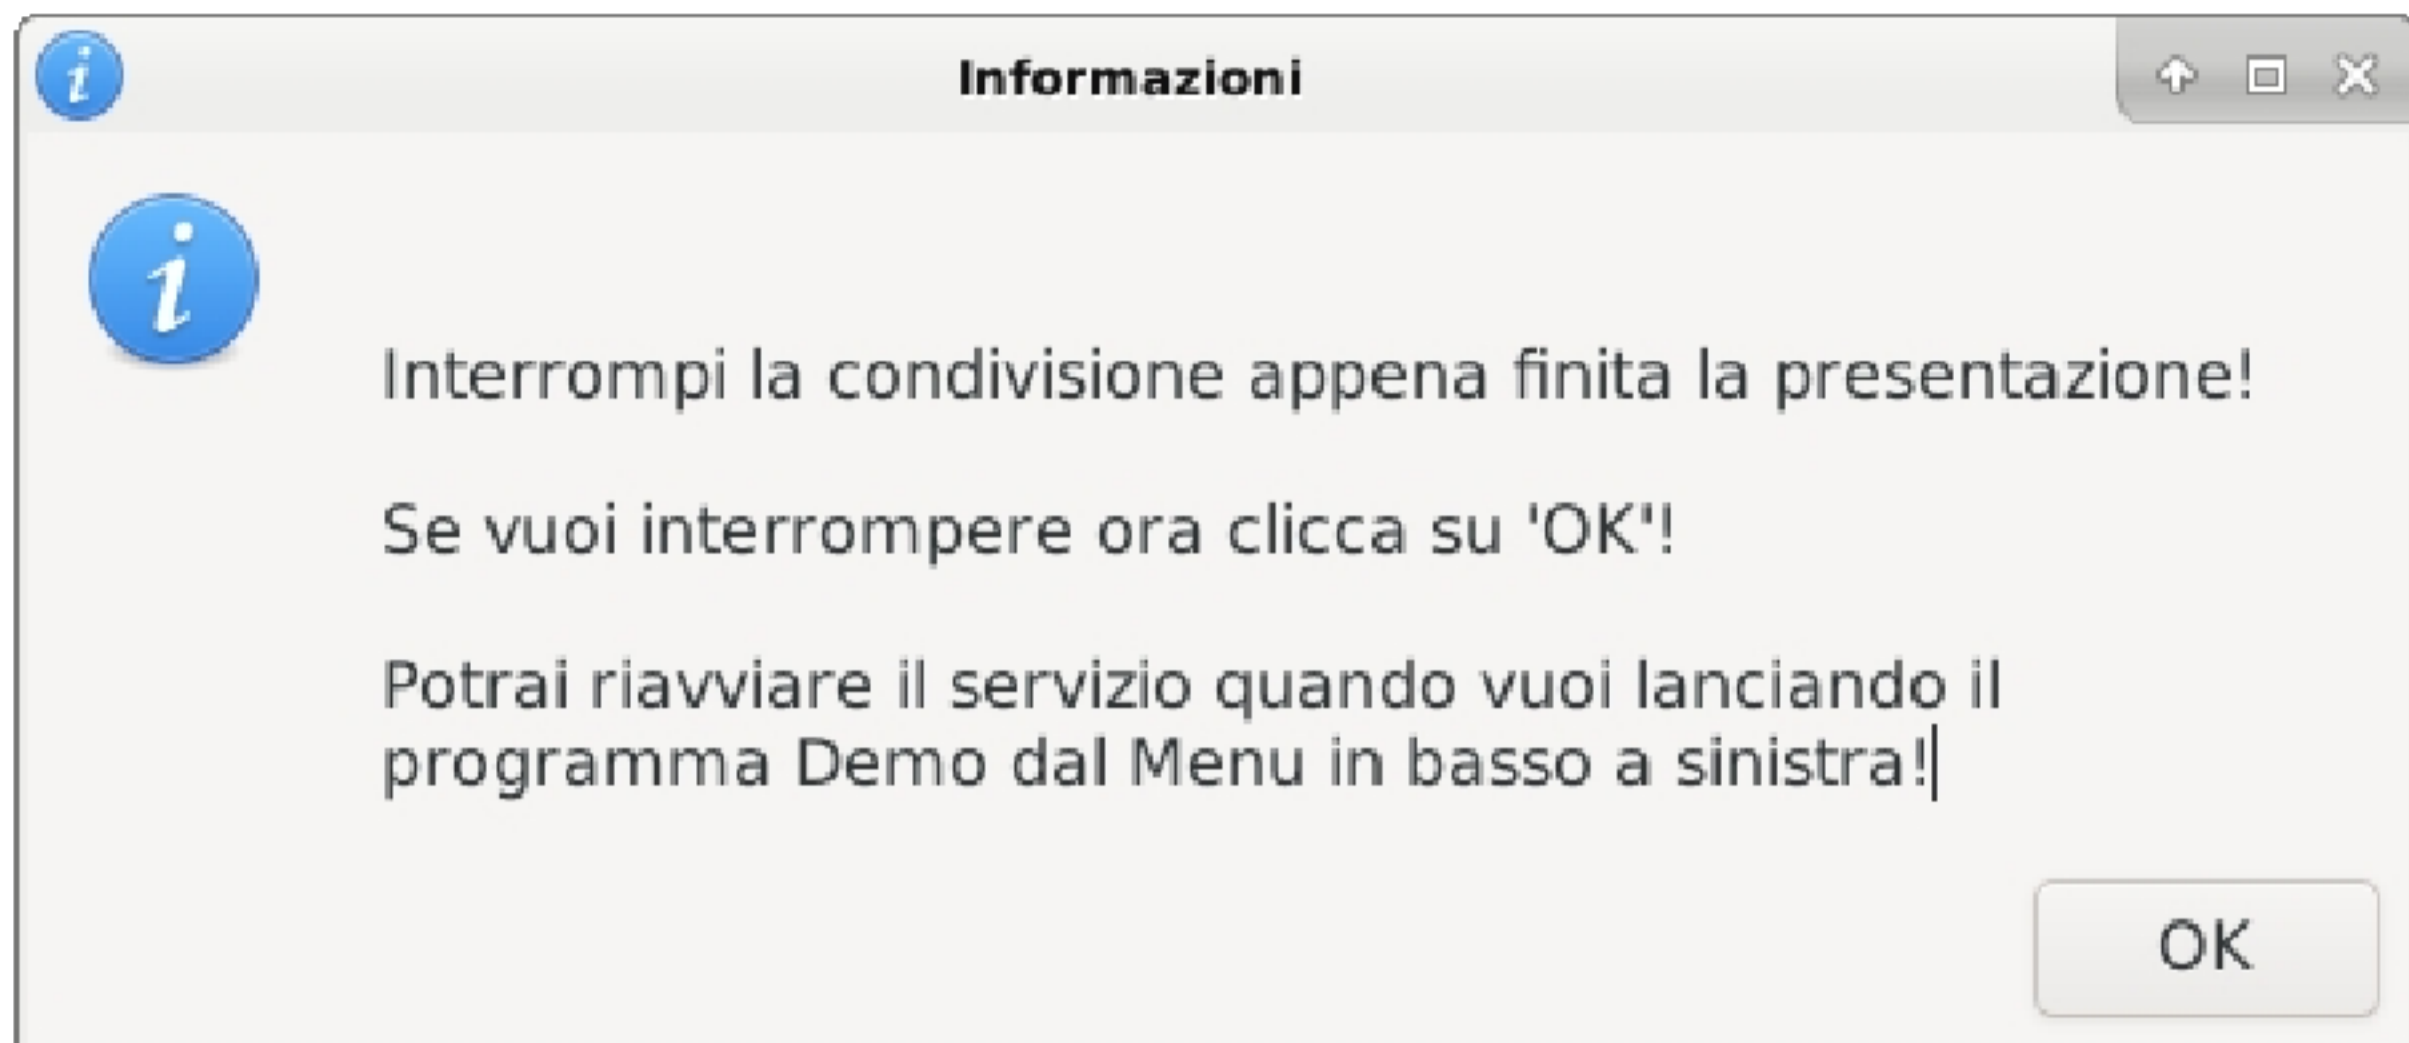 Informazioni
Interrompi la condivisione appena finita la presentazione!
Se vuoi interrompere ora clicca su 'OK'!
Potrai riavviare il servizio quando vuoi lanciando il
programma Demo dal Menu in basso a sinistra!
OK